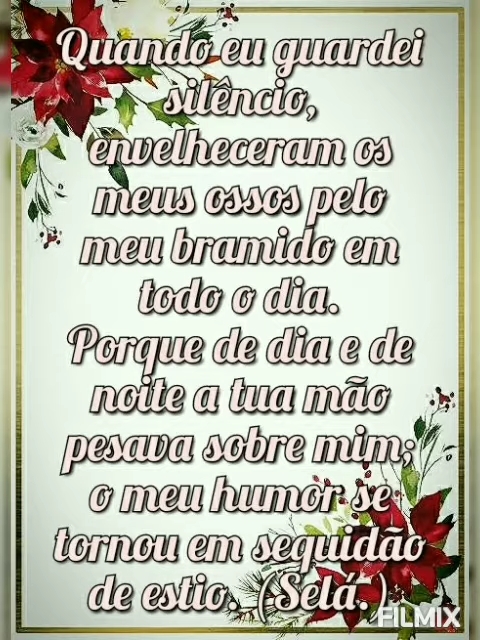 Quando eu guardei
silêncio,
envelheceram os
meus ossos pelo
meu bramido em
todo o dia.
Porque de dia e de
noite a tua mão
pesava sobre mim;
o meu humor se
tornou em sequidão
de estio. (Selá.)
FILMIX